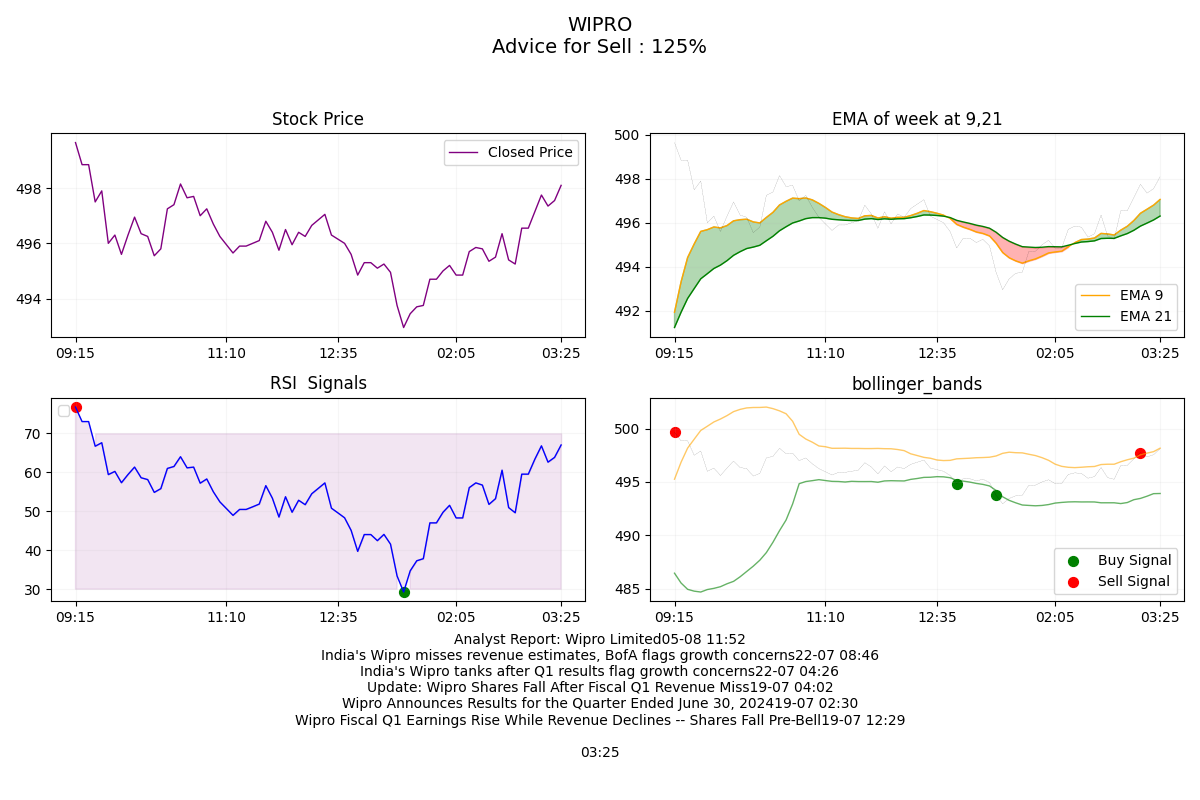 WIPRO
Advice for Sell : 125%
Stock Price
Closed Price
498
496
494
09:15
11:10
12:35
02:05
03:25
EMA of week at 9,21
500
498
496
494
492
EMA 9
EMA 21
09:15
11:10
12:35
02:05
03:25
RSI  Signals
70
60
50
40
30
09:15
11:10
12:35
02:05
03:25
bollinger_bands
500
495
490
485
Buy Signal
Sell Signal
09:15
11:10
12:35
02:05
03:25
Analyst Report: Wipro Limited05-08 11:52
India's Wipro misses revenue estimates, BofA flags growth concerns22-07 08:46
India's Wipro tanks after Q1 results flag growth concerns22-07 04:26
Update: Wipro Shares Fall After Fiscal Q1 Revenue Miss19-07 04:02
Wipro Announces Results for the Quarter Ended June 30, 202419-07 02:30
Wipro Fiscal Q1 Earnings Rise While Revenue Declines -- Shares Fall Pre-Bell19-07 12:29
03:25